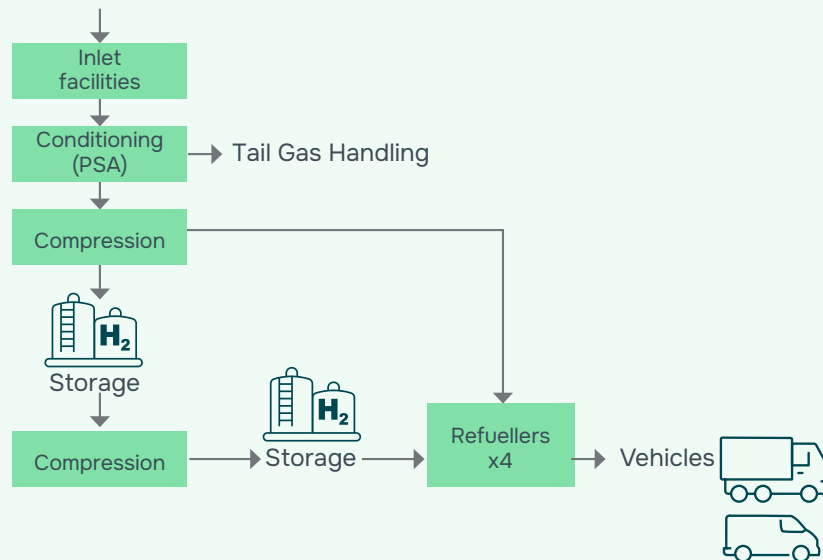 Inlet
facilities
Conditioning
(PSA)
Tail Gas Handling
Compression
H2
Storage
H2
Compression
Storage
Refuellers
x4
Vehicles